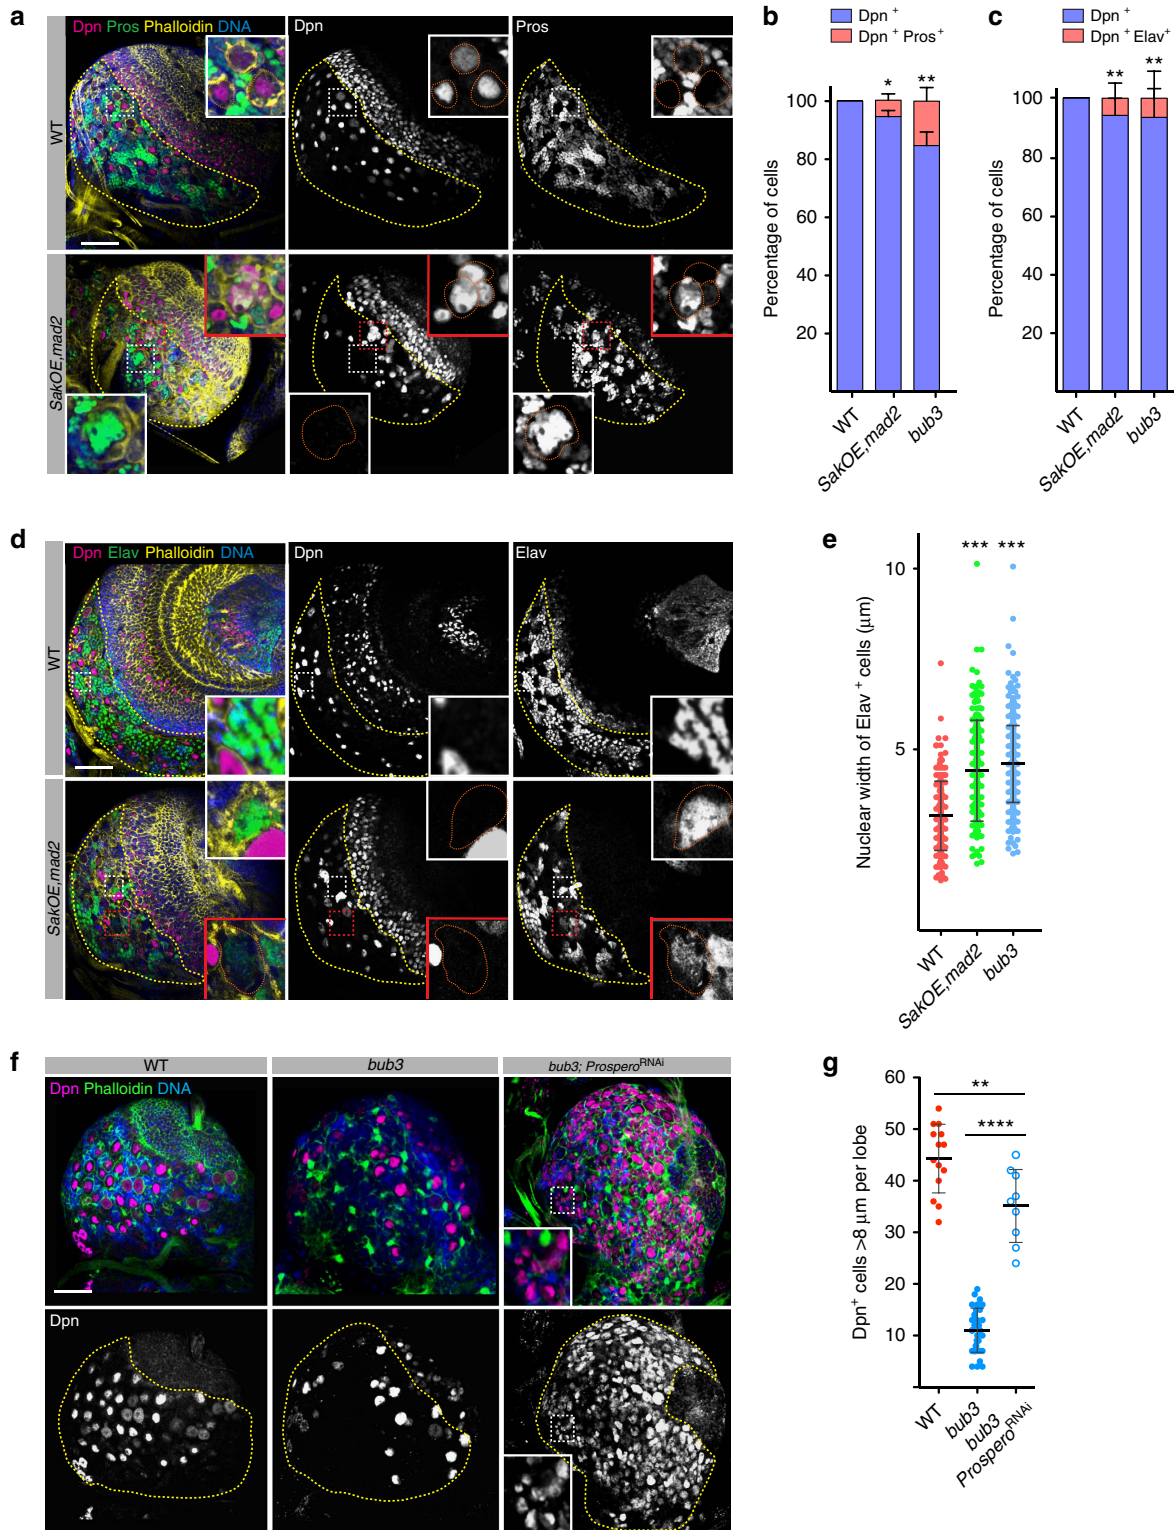 a
Dpn Pros Phalloidin DNA
Dpn
Pros
WT
SakOE,mad2
b
Dpn +
Dpn + Pros+
* **
100
80
60
40
20
Percentage of cells
WT
SakOE,mad2
bub3
c
Dpn +
Dpn + Elav+
** **
100
80
60
40
20
Percentage of cells
WT
SakOE,mad2
bub3
d
Dpn Elav Phalloidin DNA
Dpn
Elav
WT
SakOE,mad2
e
*** ***
10
5
Nuclear width of Elav + cells (μm)
WT
SakOE,mad2
bub3
f
WT
bub3
bub3; ProsperoRNAi
Dpn Phalloidin DNA
Dpn
g
**
****
60
50
40
30
20
10
Dpn+ cells >8 μm per lobe
WT
bub3
bub3
ProsperoRNAi